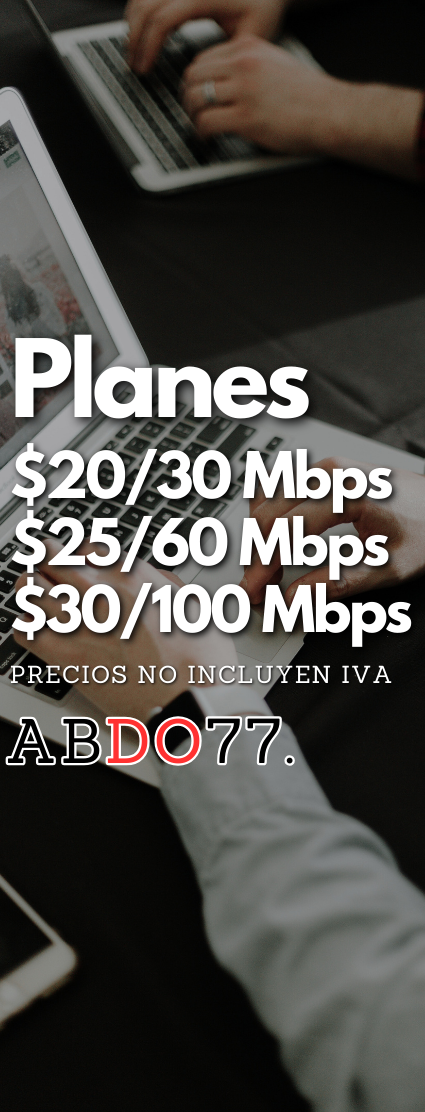 Planes
$20/30 Mbps
$25/60 Mbps
$30/100 Mbps
PRECIOS NO INCLUYEN IVA
ABDO77.